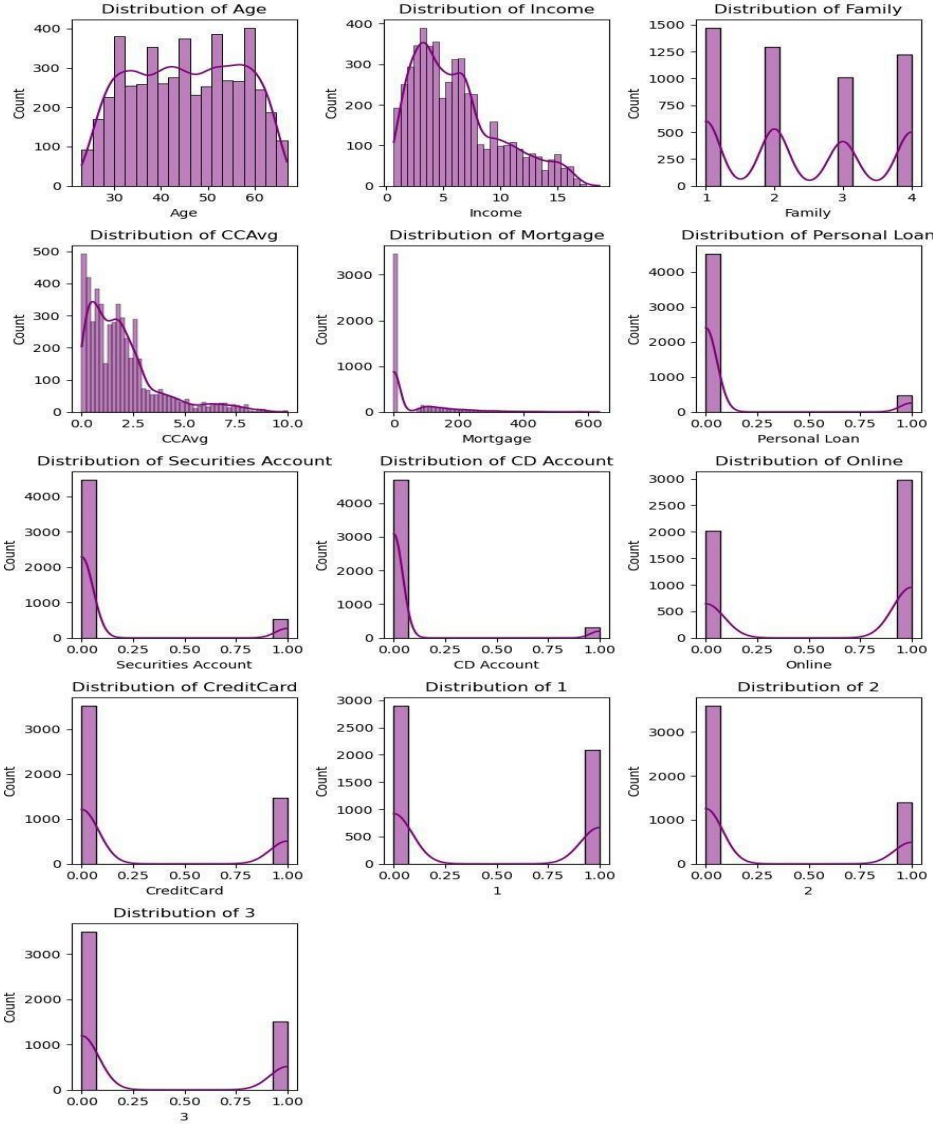 Distribution of Age
Count
400
300
200
100
0
30 40 50 60
Age
Distribution of Income
Count
400
300
200
100
0
0 5 10 15
Income
Distribution of Family
Count
1500
1250
1000
750
500
250
0
1 2 3 4
Family
Distribution of CCAvg
Count
500
400
300
200
100
0
0.0 2.5 5.0 7.5 10.0
CCAvg
Distribution of Mortgage
Count
3000
2000
1000
0
0 200 400 600
Mortgage
Distribution of Personal Loan
Count
4000
3000
2000
1000
0
0.00 0.25 0.50 0.75 1.00
Personal Loan
Distribution of Securities Account
Count
4000
3000
2000
1000
0
0.00 0.25 0.50 0.75 1.00
Securities Account
Distribution of CD Account
Count
4000
3000
2000
1000
0
0.00 0.25 0.50 0.75 1.00
CD Account
Distribution of Online
Count
3000
2500
2000
1500
1000
500
0
0.00 0.25 0.50 0.75 1.00
Online
Distribution of CreditCard
Count
3000
2000
1000
0
0.00 0.25 0.50 0.75 1.00
CreditCard
Distribution of 1
Count
3000
2500
2000
1500
1000
500
0
0.00 0.25 0.50 0.75 1.00
1
Distribution of 2
Count
3000
2000
1000
0
0.00 0.25 0.50 0.75 1.00
2
Distribution of 3
Count
3000
2000
1000
0
0.00 0.25 0.50 0.75 1.00
3